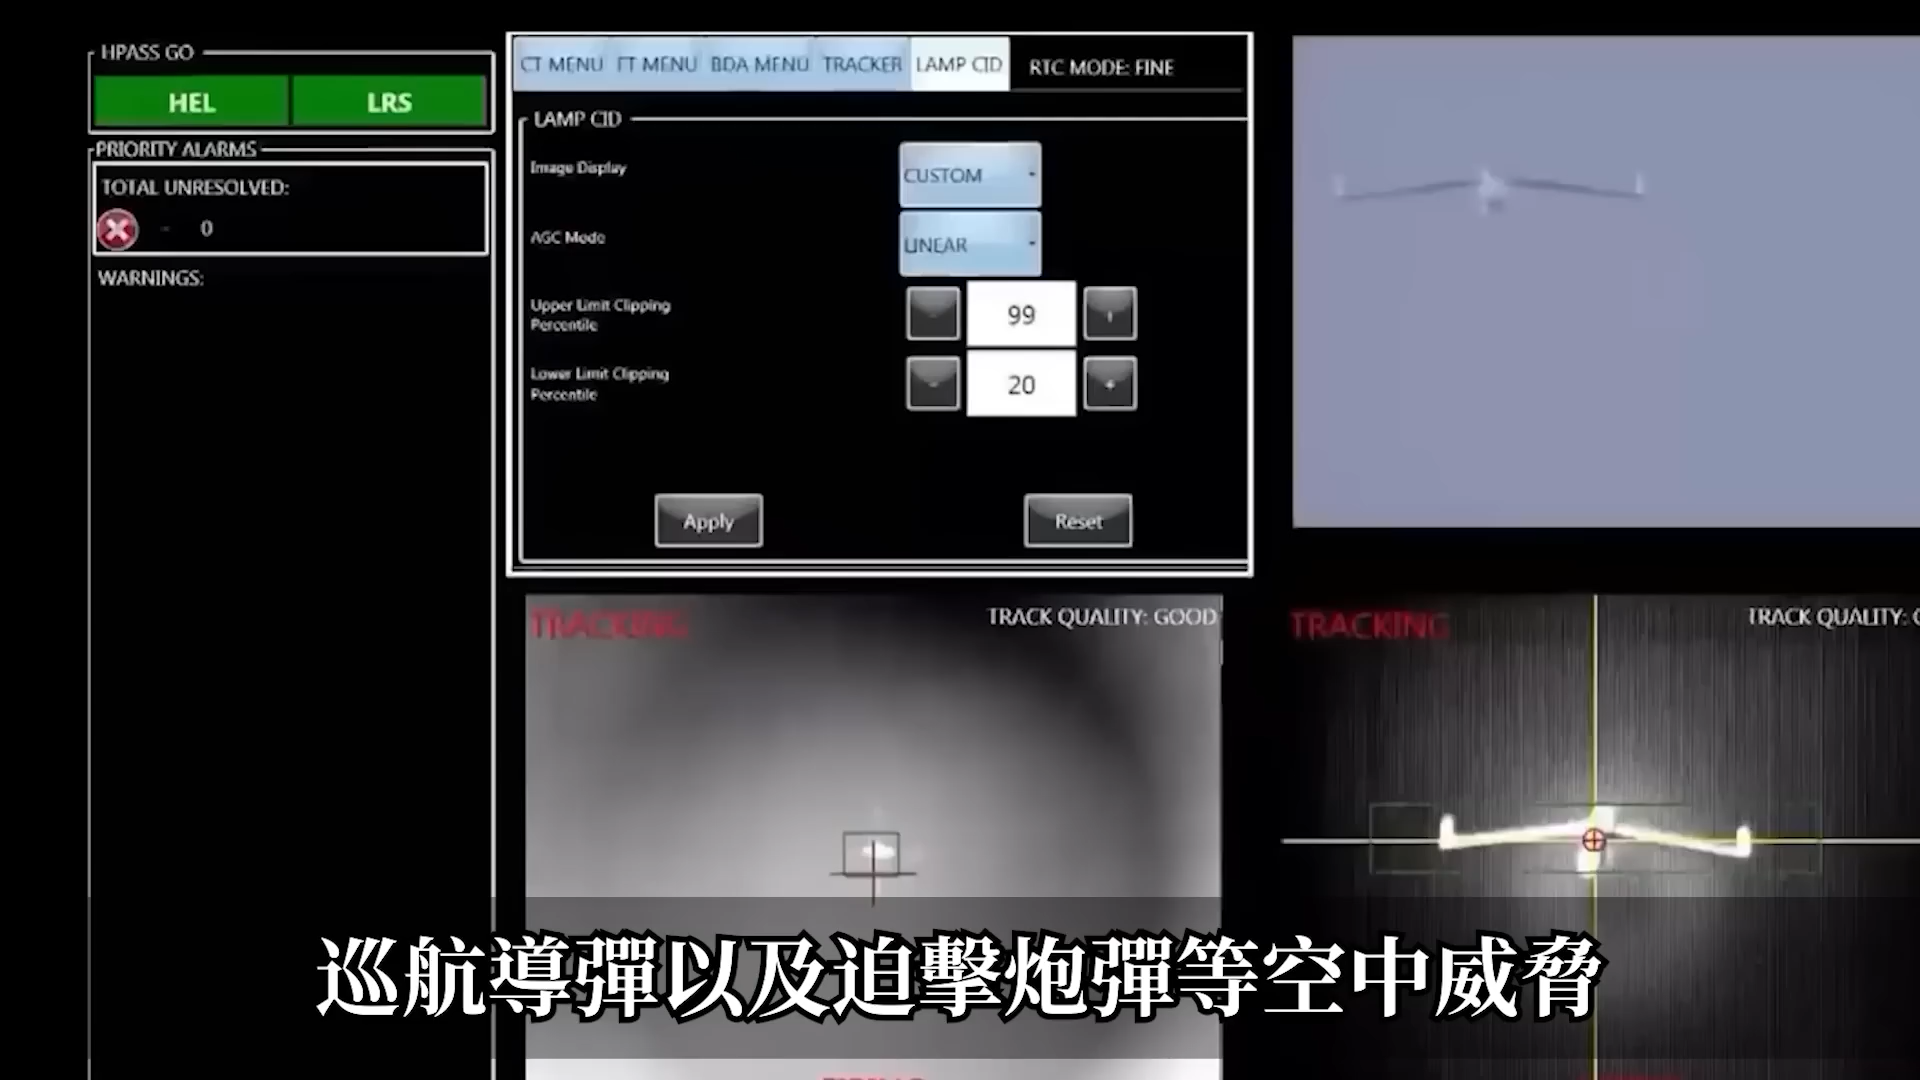 HPASS GO
HEL
LRS
PRIORITY ALARMS
TOTAL UNRESOLVED:
- 0
WARNINGS:
CT MENU
FT MENU
BDA MENU
TRACKER
LAMP CID
RTC MODE: FINE
LAMP CID
Image Display
CUSTOM
AGC Mode
LINEAR
Upper Limit Clipping
Percentile
- 99 +
Lower Limit Clipping
Percentile
- 20 +
Apply
Reset
TRACKING
TRACK QUALITY: GOOD
TRACKING
TRACK QUALITY:
巡航導彈以及迫擊炮彈等空中威脅